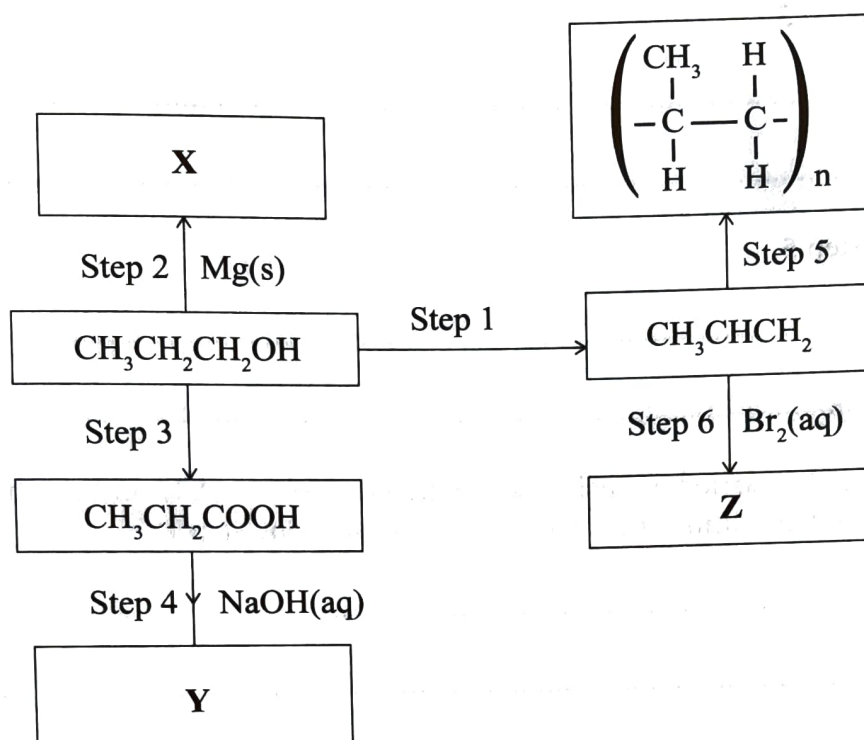 CH₃ H
–C——C–
H H
n
X
Step 2 Mg(s)
Step 5
Step 1
CH₃CH₂CH₂OH
CH₃CHCH₂
Step 3
Step 6 Br₂(aq)
CH₃CH₂COOH
Z
Step 4 NaOH(aq)
Y